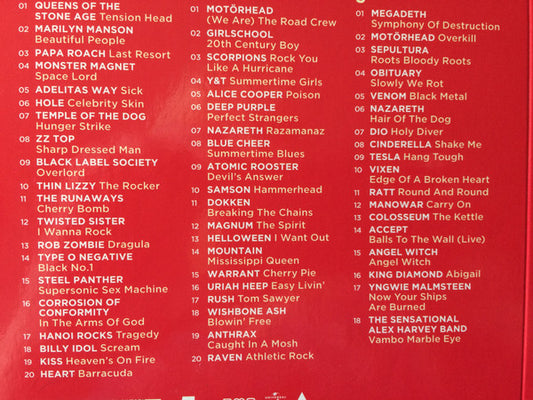 01 QUEENS OF THE
STONE AGE Tension Head
02 MARILYN MANSON
Beautiful People
03 PAPA ROACH Last Resort
04 MONSTER MAGNET
Space Lord
05 ADELITAS WAY Sick
06 HOLE Celebrity Skin
07 TEMPLE OF THE DOG
Hunger Strike
08 ZZ TOP
Sharp Dressed Man
09 BLACK LABEL SOCIETY
Overlord
10 THIN LIZZY The Rocker
11 THE RUNAWAYS
Cherry Bomb
12 TWISTED SISTER
I Wanna Rock
13 ROB ZOMBIE Dragula
14 TYPE O NEGATIVE
Black No.1
15 STEEL PANTHER
Supersonic Sex Machine
16 CORROSION OF
CONFORMITY
In The Arms Of God
17 HANOI ROCKS Tragedy
18 BILLY IDOL Scream
19 KISS Heaven's On Fire
20 HEART Barracuda
01 MOTÖRHEAD
(We Are) The Road Crew
02 GIRLSCHOOL
20th Century Boy
03 SCORPIONS Rock You
Like A Hurricane
04 Y&T Summertime Girls
05 ALICE COOPER Poison
06 DEEP PURPLE
Perfect Strangers
07 NAZARETH Razamanaz
08 BLUE CHEER
Summertime Blues
09 ATOMIC ROOSTER
Devil's Answer
10 SAMSON Hammerhead
11 DOKKEN
Breaking The Chains
12 MAGNUM The Spirit
13 HELLOWEEN I Want Out
14 MOUNTAIN
Mississippi Queen
15 WARRANT Cherry Pie
16 URIAH HEEP Easy Livin'
17 RUSH Tom Sawyer
18 WISHBONE ASH
Blowin' Free
19 ANTHRAX
Caught In A Mosh
20 RAVEN Athletic Rock
01 MEGADETH
Symphony Of Destruction
02 MOTÖRHEAD Overkill
03 SEPULTURA
Roots Bloody Roots
04 OBITUARY
Slowly We Rot
05 VENOM Black Metal
06 NAZARETH
Hair Of The Dog
07 DIO Holy Diver
08 CINDERELLA Shake Me
09 TESLA Hang Tough
10 VIXEN
Edge Of A Broken Heart
11 RATT Round And Round
12 MANOWAR Carry On
13 COLOSSEUM The Kettle
14 ACCEPT
Balls To The Wall (Live)
15 ANGEL WITCH
Angel Witch
16 KING DIAMOND Abigail
17 YNGWIE MALMSTEEN
Now Your Ships
Are Burned
18 THE SENSATIONAL
ALEX HARVEY BAND
Vambo Marble Eye
UNIVERSAL